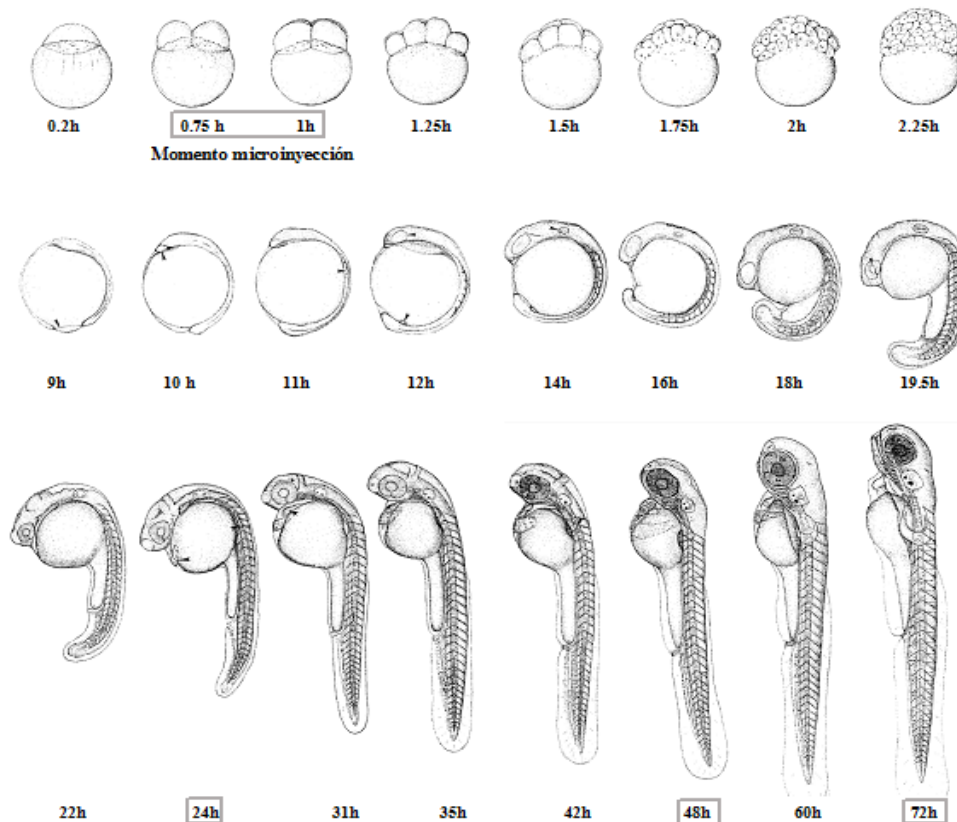 0.2h 0.75 h 1h 1.25h 1.5h 1.75h 2h 2.25h
Momento microinyección
9h 10 h 11h 12h 14h 16h 18h 19.5h
22h 24h 31h 35h 42h 48h 60h 72h